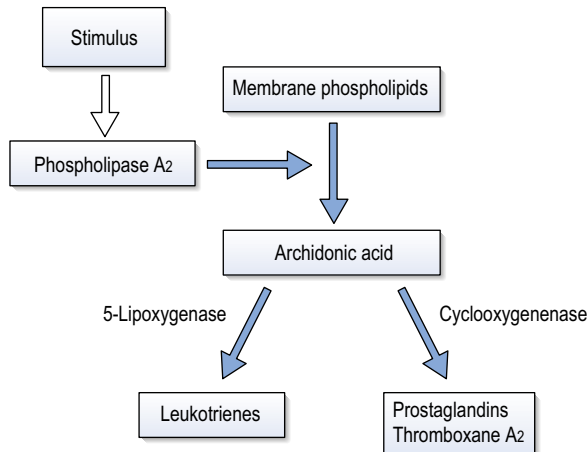 Stimulus
Membrane phospholipids
Phospholipase A2
Archidonic acid
5-Lipoxygenase
Cyclooxygenenase
Leukotrienes
Prostaglandins
Thromboxane A2